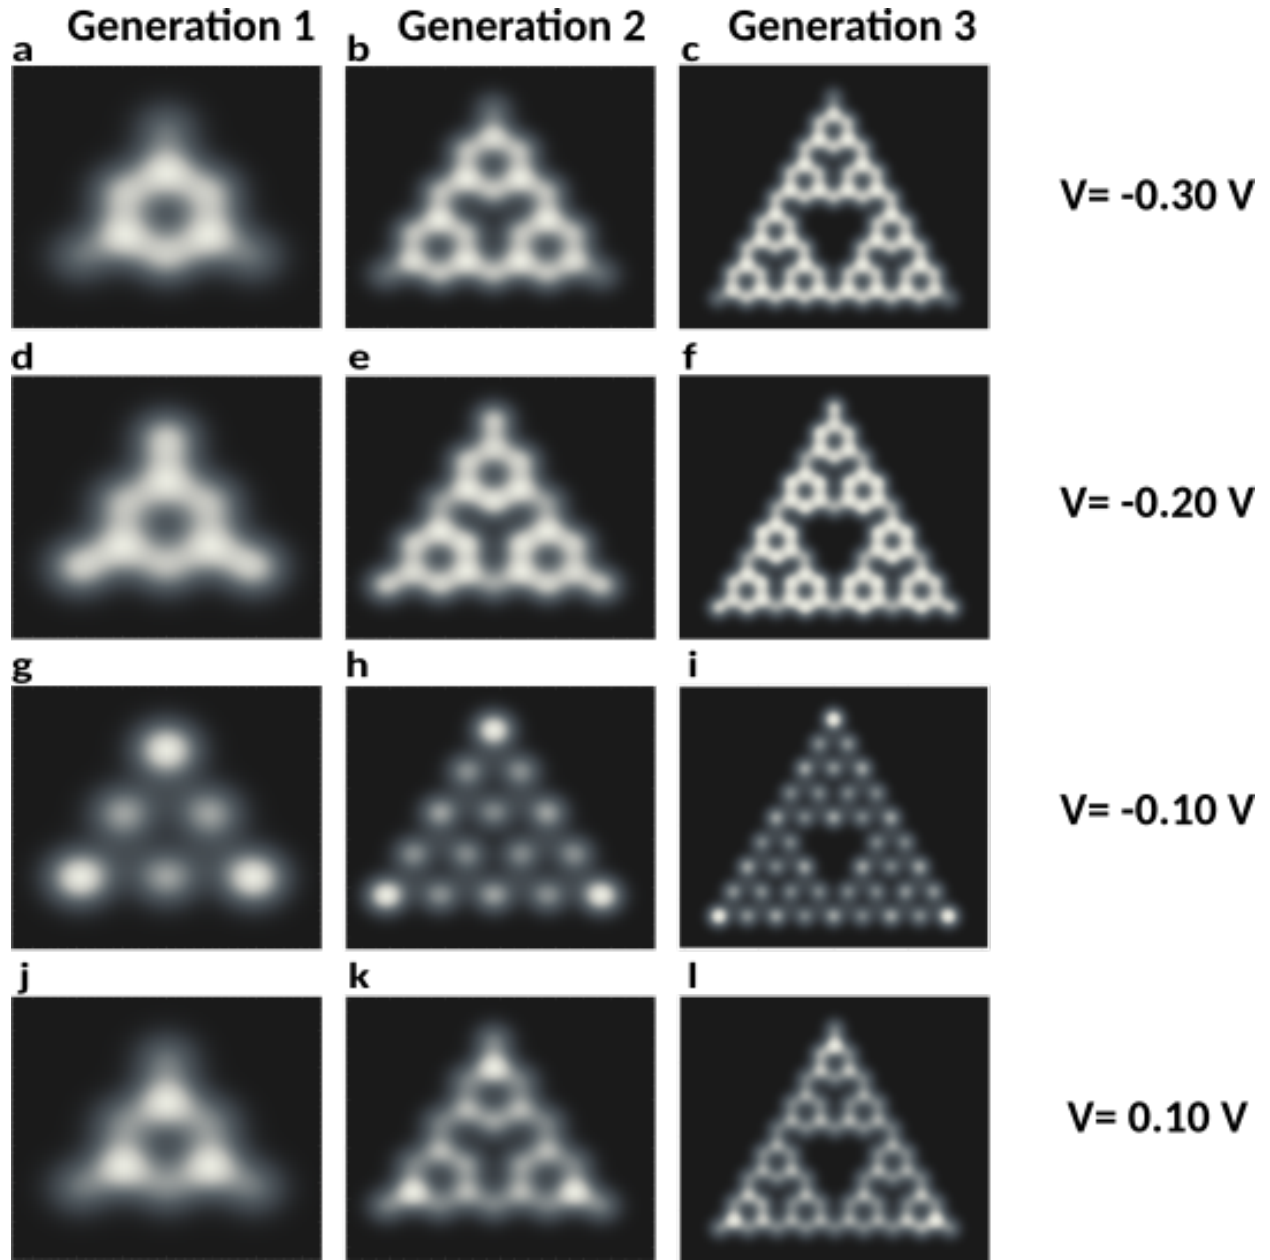 Generation 1 Generation 2 Generation 3
a b c
V= -0.30 V
d e f
V= -0.20 V
g h i
V= -0.10 V
j k l
V= 0.10 V